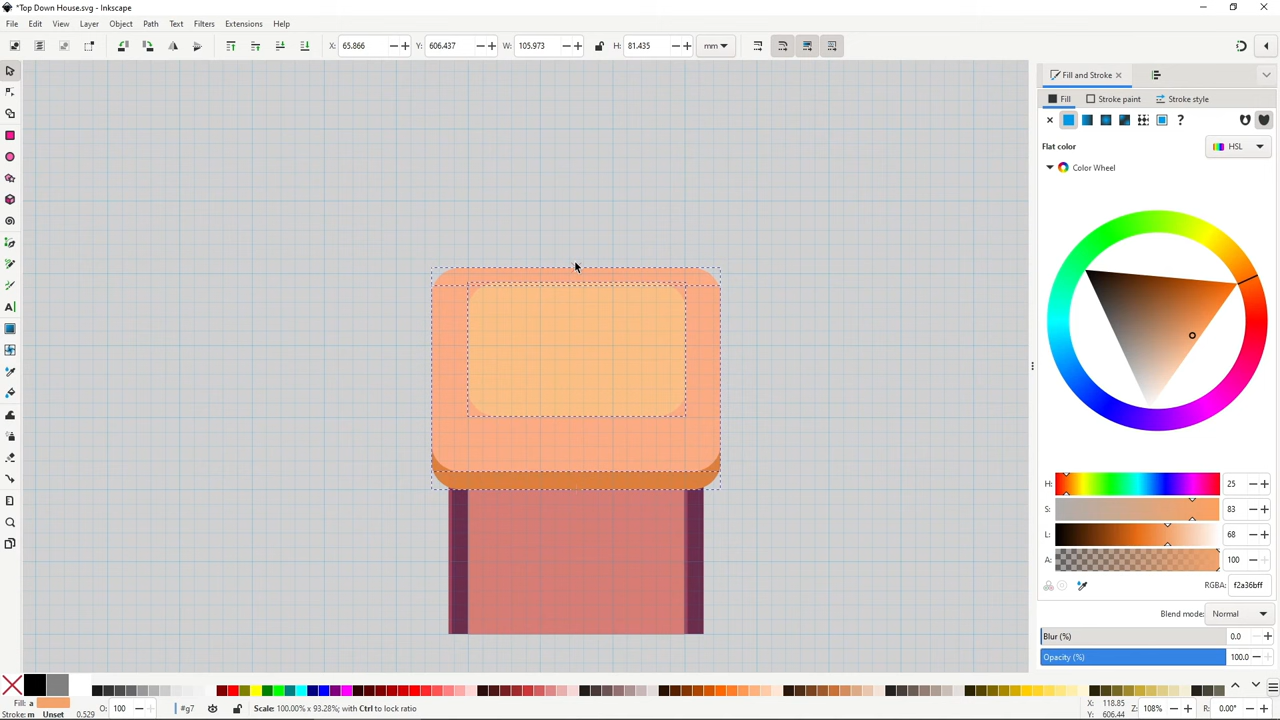 *Top Down House.svg - Inkscape
File Edit View Layer Object Path Text Filters Extensions Help
X: 65.866 Y: 606.437 W: 105.973 H: 81.435 mm
Fill and Stroke
Fill Stroke paint Stroke style
?
Flat color HSL
Color Wheel
H: 25
S: 83
L: 68
A: 100
RGBA: f2a36bff
Blend mode: Normal
Blur (%) 0.0
Opacity (%) 100.0
Fill: a
Stroke: m Unset 0.529
O: 100
#g7
Scale: 100.00% x 93.28%; with Ctrl to lock ratio
X: 118.85
Y: 606.44
Z: 108%
R: 0.00°